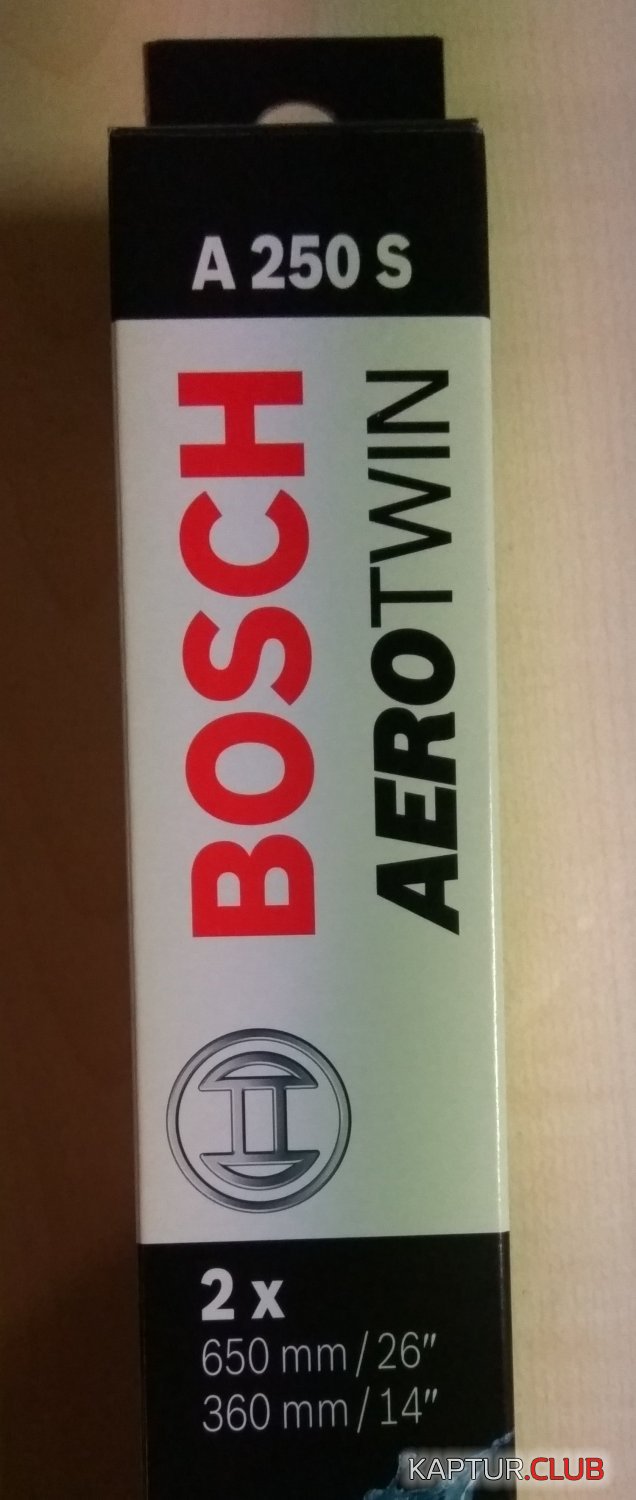 A 250 S
BOSCH
AEROTWIN
2 x
650 mm / 26"
360 mm / 14"
KAPTUR.CLUB